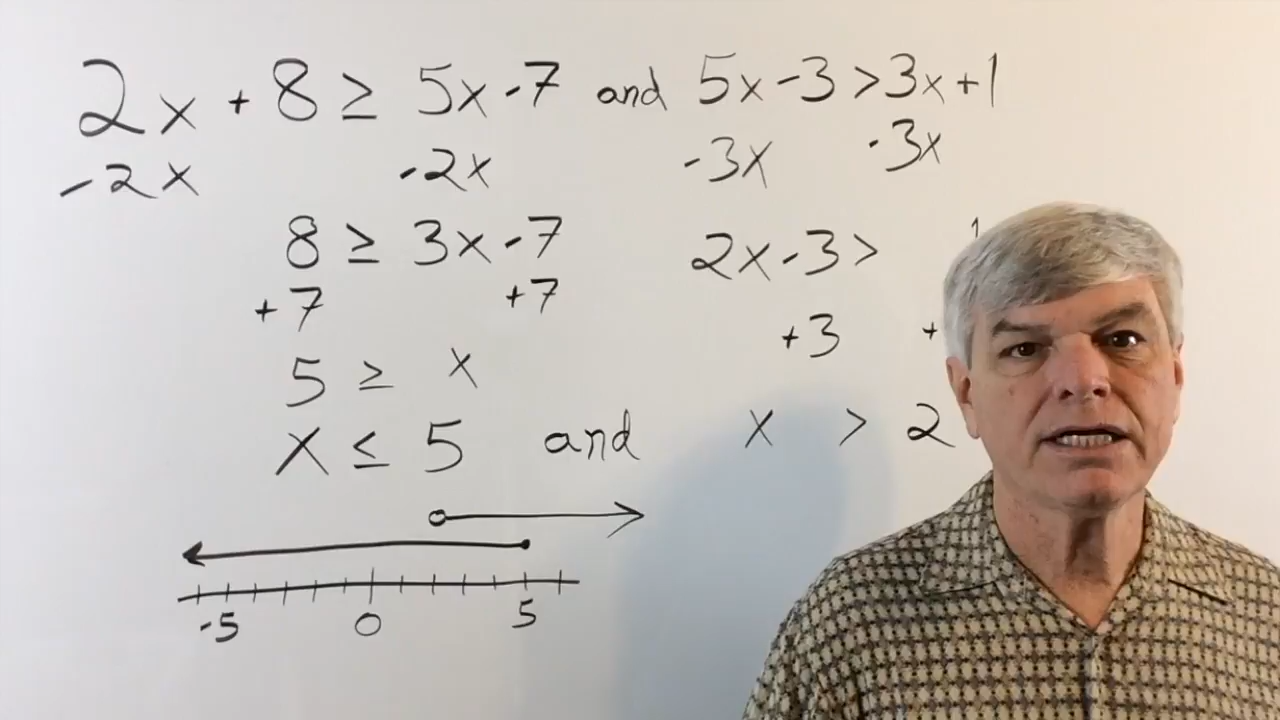 2x + 8 ≥ 5x - 7 and 5x - 3 > 3x + 1
-2x -2x -3x -3x
8 ≥ 3x - 7 2x - 3 > 1
+7 +7 +3 +
5 ≥ x
x ≤ 5 and x > 2
-5 0 5